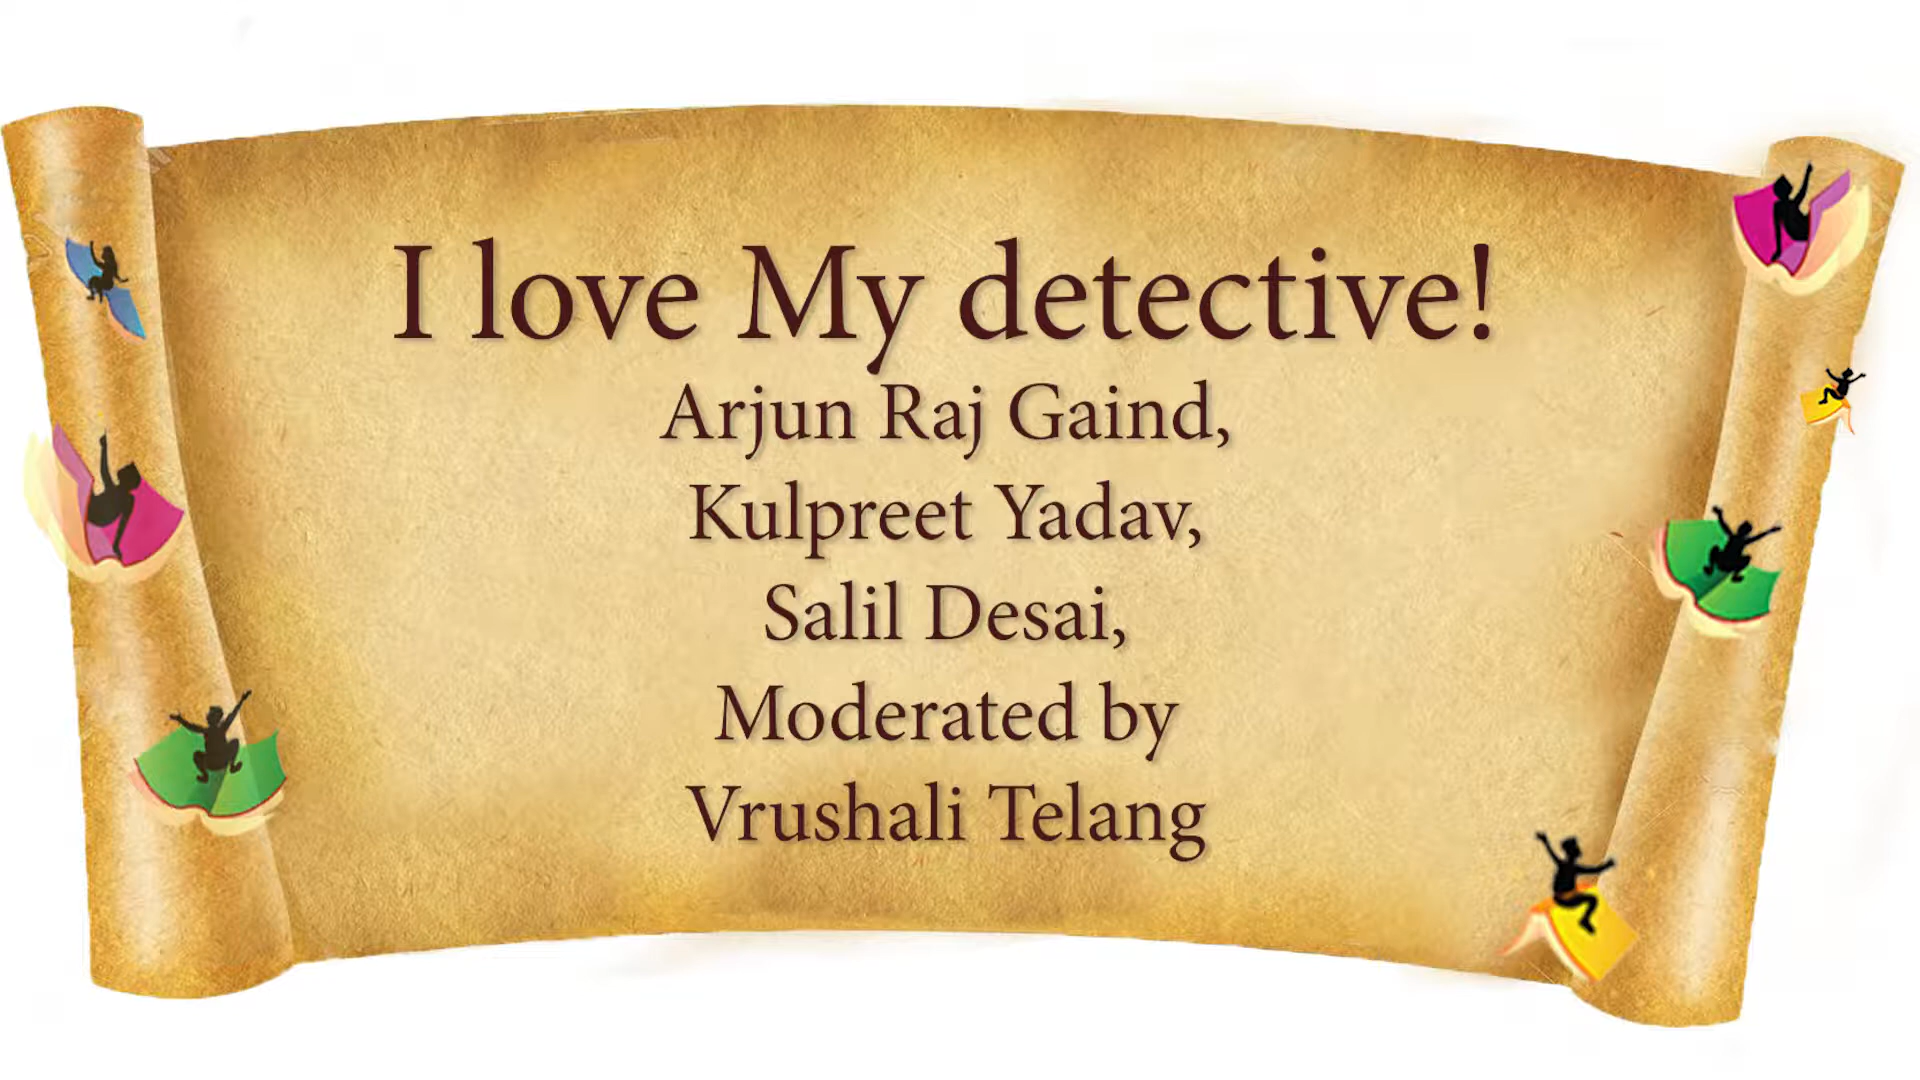 I love My detective!
Arjun Raj Gaind,
Kulpreet Yadav,
Salil Desai,
Moderated by
Vrushali Telang